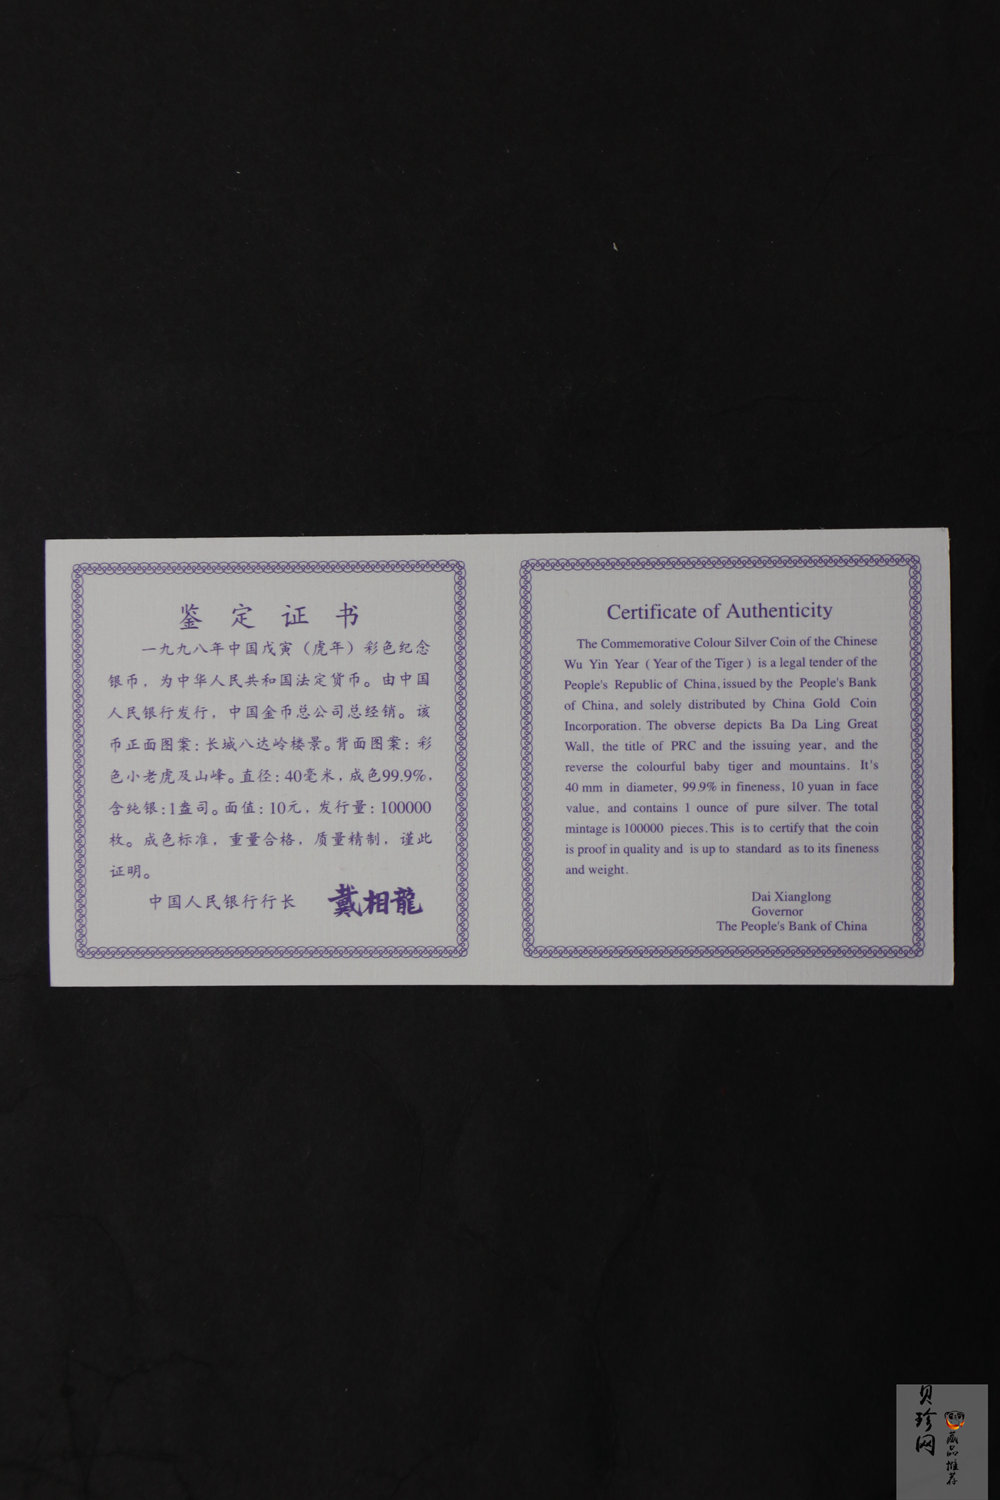 鉴定证书
一九九八年中国戊寅（虎年）彩色纪念
银币，为中华人民共和国法定货币。由中国
人民银行发行，中国金币总公司总经销。该
币正面图案：长城八达岭楼景。背面图案：彩
色小老虎及山峰。直径：40毫米，成色99.9%，
含纯银：1盎司。面值：10元，发行量：100000
枚。成色标准，重量合格，质量精制，谨此
证明。
中国人民银行行长 戴相龍
Certificate of Authenticity
The Commemorative Colour Silver Coin of the Chinese
Wu Yin Year ( Year of the Tiger ) is a legal tender of the
People's Republic of China, issued by the People's Bank
of China, and solely distributed by China Gold Coin
Incorporation. The obverse depicts Ba Da Ling Great
Wall, the title of PRC and the issuing year, and the
reverse the colourful baby tiger and mountains. It's
40 mm in diameter, 99.9% in fineness, 10 yuan in face
value, and contains 1 ounce of pure silver. The total
mintage is 100000 pieces. This is to certify that the coin
is proof in quality and is up to standard as to its fineness
and weight.
Dai Xianglong
Governor
The People's Bank of China
贝珍网
藏品推荐